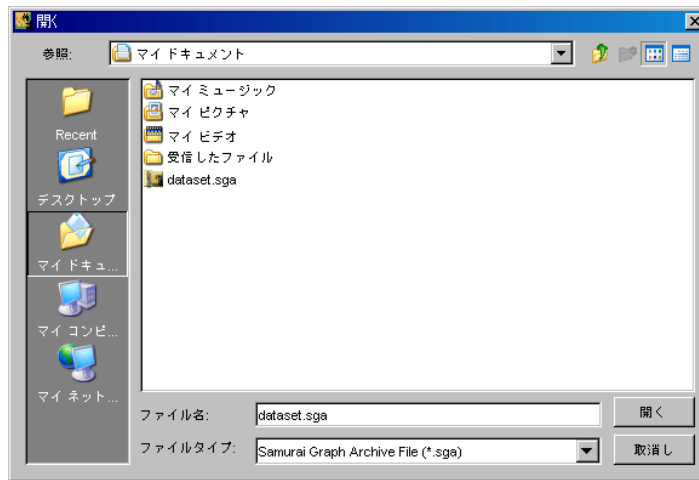 開く
参照:
マイ ドキュメント
Recent
デスクトップ
マイ ドキュ...
マイ コンピ...
マイ ネット...
マイ ミュージック
マイ ピクチャ
マイ ビデオ
受信したファイル
dataset.sga
ファイル名:
dataset.sga
開く
ファイルタイプ:
Samurai Graph Archive File (*.sga)
取消し